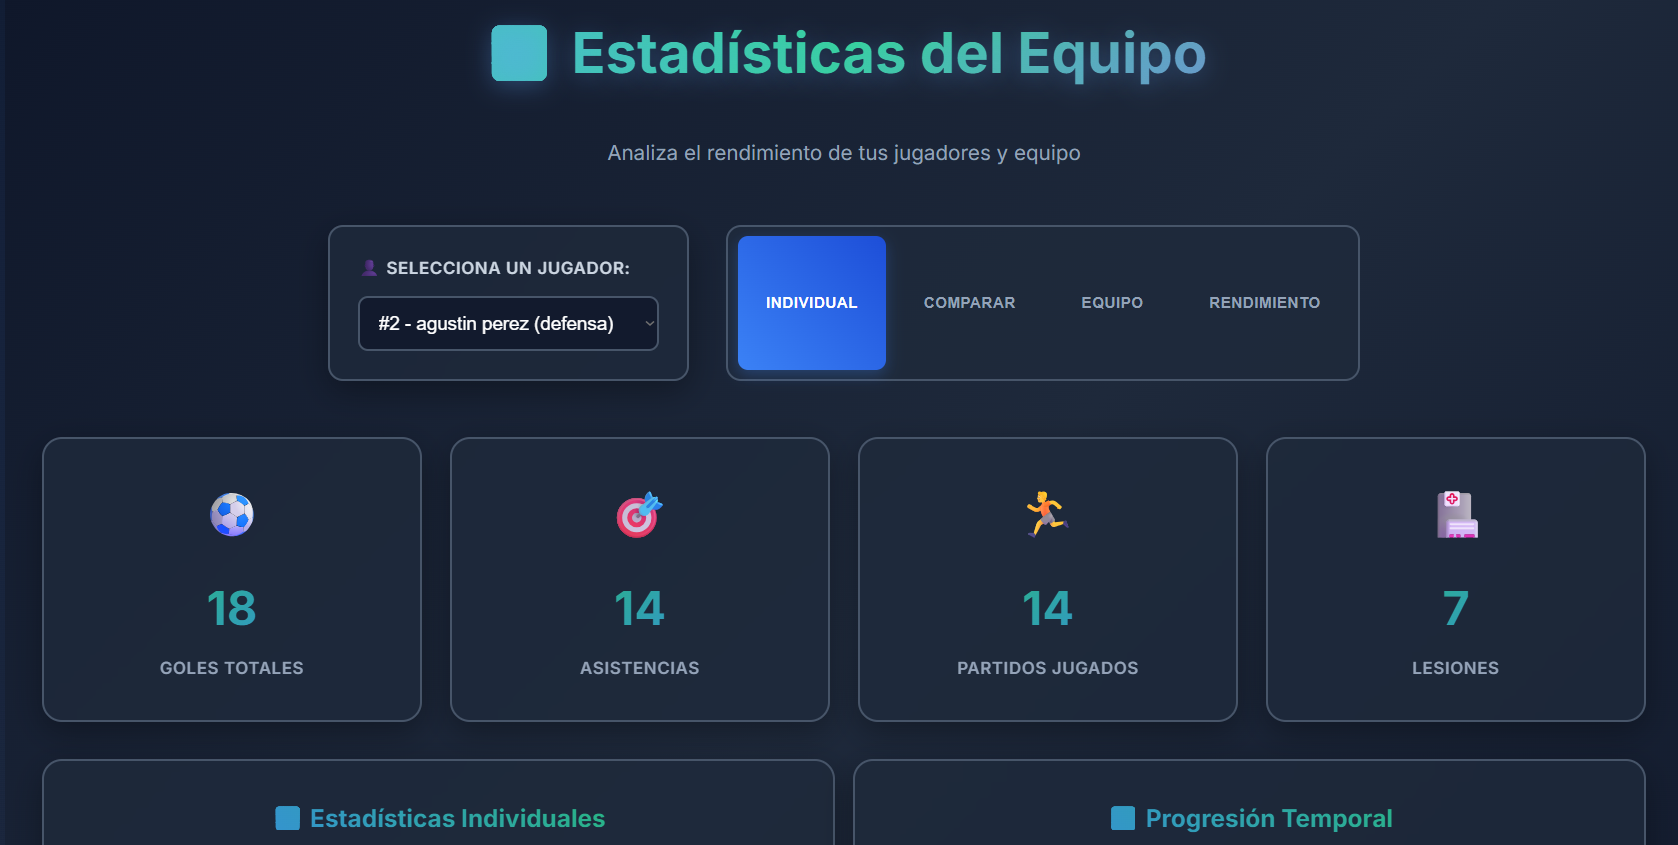 Estadísticas del Equipo
Analiza el rendimiento de tus jugadores y equipo
SELECCIONA UN JUGADOR:
#2 - agustin perez (defensa)
INDIVIDUAL
COMPARAR
EQUIPO
RENDIMIENTO
18
GOLES TOTALES
14
ASISTENCIAS
14
PARTIDOS JUGADOS
7
LESIONES
Estadísticas Individuales
Progresión Temporal